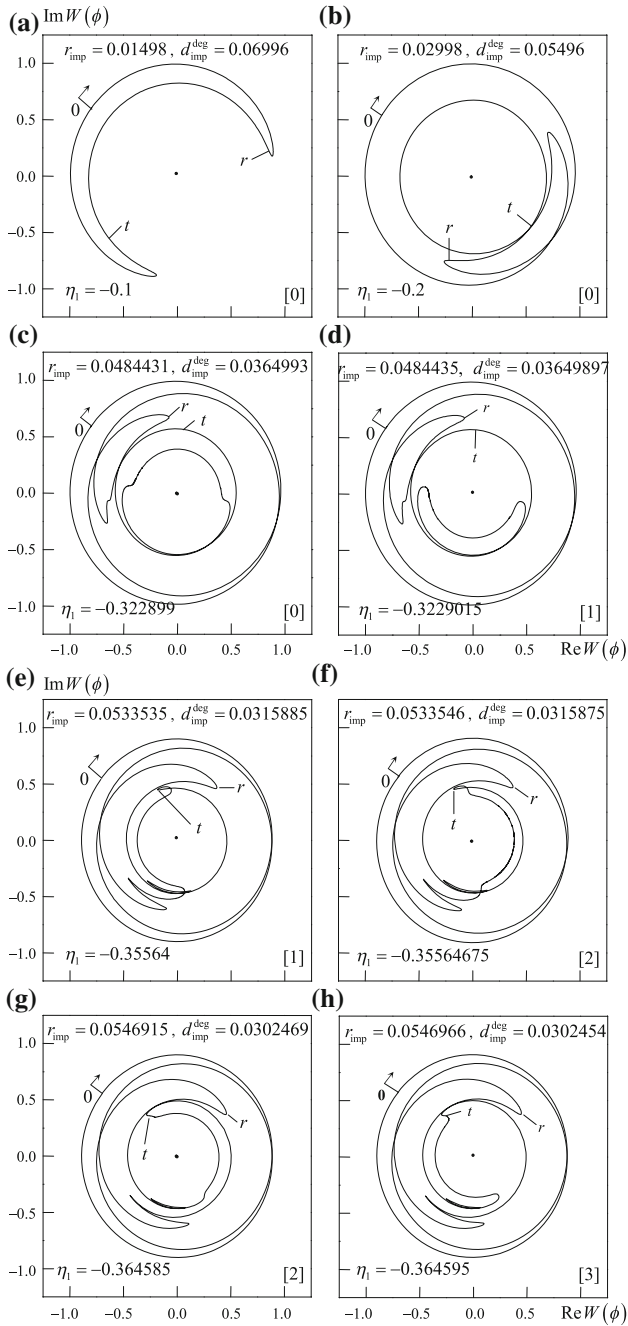 Im W(ϕ)
(a)
r_imp = 0.01498 , d_imp^deg = 0.06996
1.0
0.5
0.0
−0.5
−1.0
0
r
t
η₁ = −0.1
[0]
(b)
r_imp = 0.02998 , d_imp^deg = 0.05496
0
t
r
η₁ = −0.2
[0]
(c)
r_imp = 0.0484431 , d_imp^deg = 0.0364993
1.0
0.5
0.0
−0.5
−1.0
0
r
t
η₁ = −0.322899
[0]
−1.0 −0.5 0.0 0.5 1.0
(d)
r_imp = 0.0484435 , d_imp^deg = 0.03649897
0
r
t
η₁ = −0.3229015
[1]
−1.0 −0.5 0.0 0.5 Re W(ϕ)
(e)
Im W(ϕ)
r_imp = 0.0533535 , d_imp^deg = 0.0315885
1.0
0.5
0.0
−0.5
−1.0
0
r
t
η₁ = −0.35564
[1]
(f)
r_imp = 0.0533546 , d_imp^deg = 0.0315875
0
r
t
η₁ = −0.35564675
[2]
(g)
r_imp = 0.0546915 , d_imp^deg = 0.0302469
1.0
0.5
0.0
−0.5
−1.0
0
r
t
η₁ = −0.364585
[2]
−1.0 −0.5 0.0 0.5 1.0
(h)
r_imp = 0.0546966 , d_imp^deg = 0.0302454
0
t
r
η₁ = −0.364595
[3]
−1.0 −0.5 0.0 0.5 Re W(ϕ)